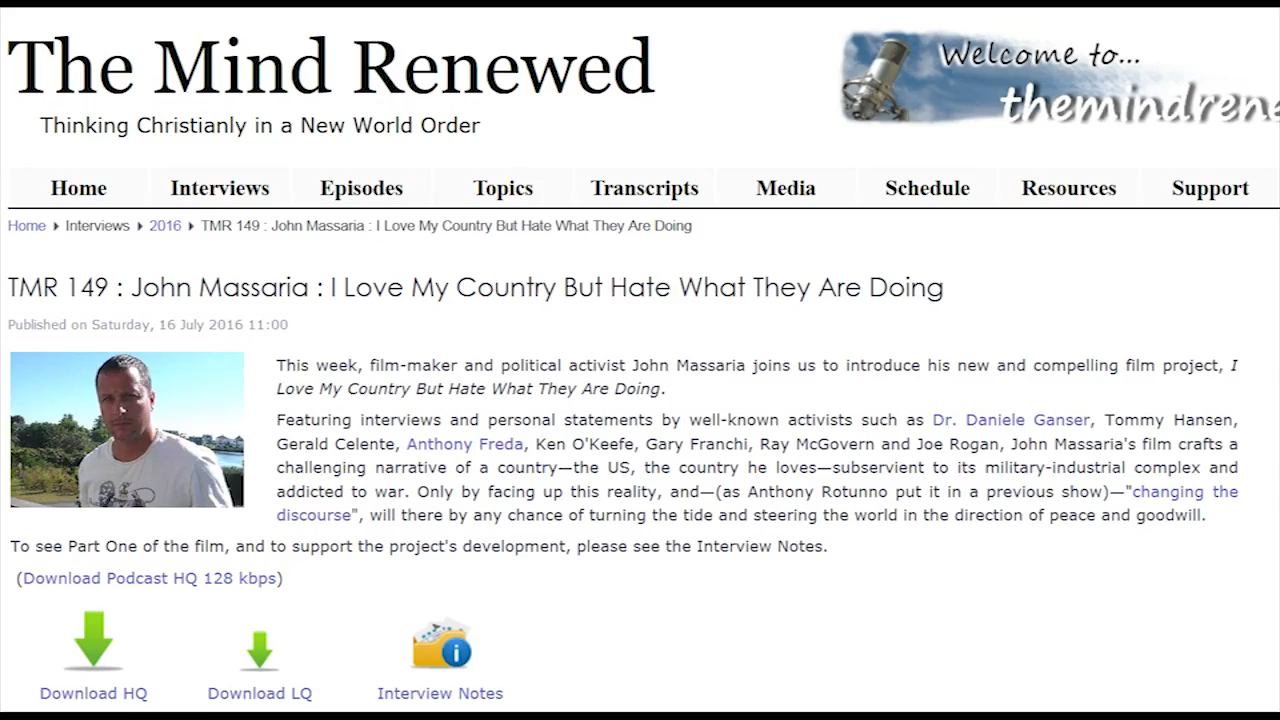 The Mind Renewed
Thinking Christianly in a New World Order
Welcome to...
themindrene
Home Interviews Episodes Topics Transcripts Media Schedule Resources Support
Home Interviews 2016 TMR 149 : John Massaria : I Love My Country But Hate What They Are Doing
TMR 149 : John Massaria : I Love My Country But Hate What They Are Doing
Published on Saturday, 16 July 2016 11:00
This week, film-maker and political activist John Massaria joins us to introduce his new and compelling film project, I
Love My Country But Hate What They Are Doing.
Featuring interviews and personal statements by well-known activists such as Dr. Daniele Ganser, Tommy Hansen,
Gerald Celente, Anthony Freda, Ken O'Keefe, Gary Franchi, Ray McGovern and Joe Rogan, John Massaria's film crafts a
challenging narrative of a country—the US, the country he loves—subservient to its military-industrial complex and
addicted to war. Only by facing up this reality, and—(as Anthony Rotunno put it in a previous show)—"changing the
discourse", will there by any chance of turning the tide and steering the world in the direction of peace and goodwill.
To see Part One of the film, and to support the project's development, please see the Interview Notes.
(Download Podcast HQ 128 kbps)
Download HQ Download LQ Interview Notes